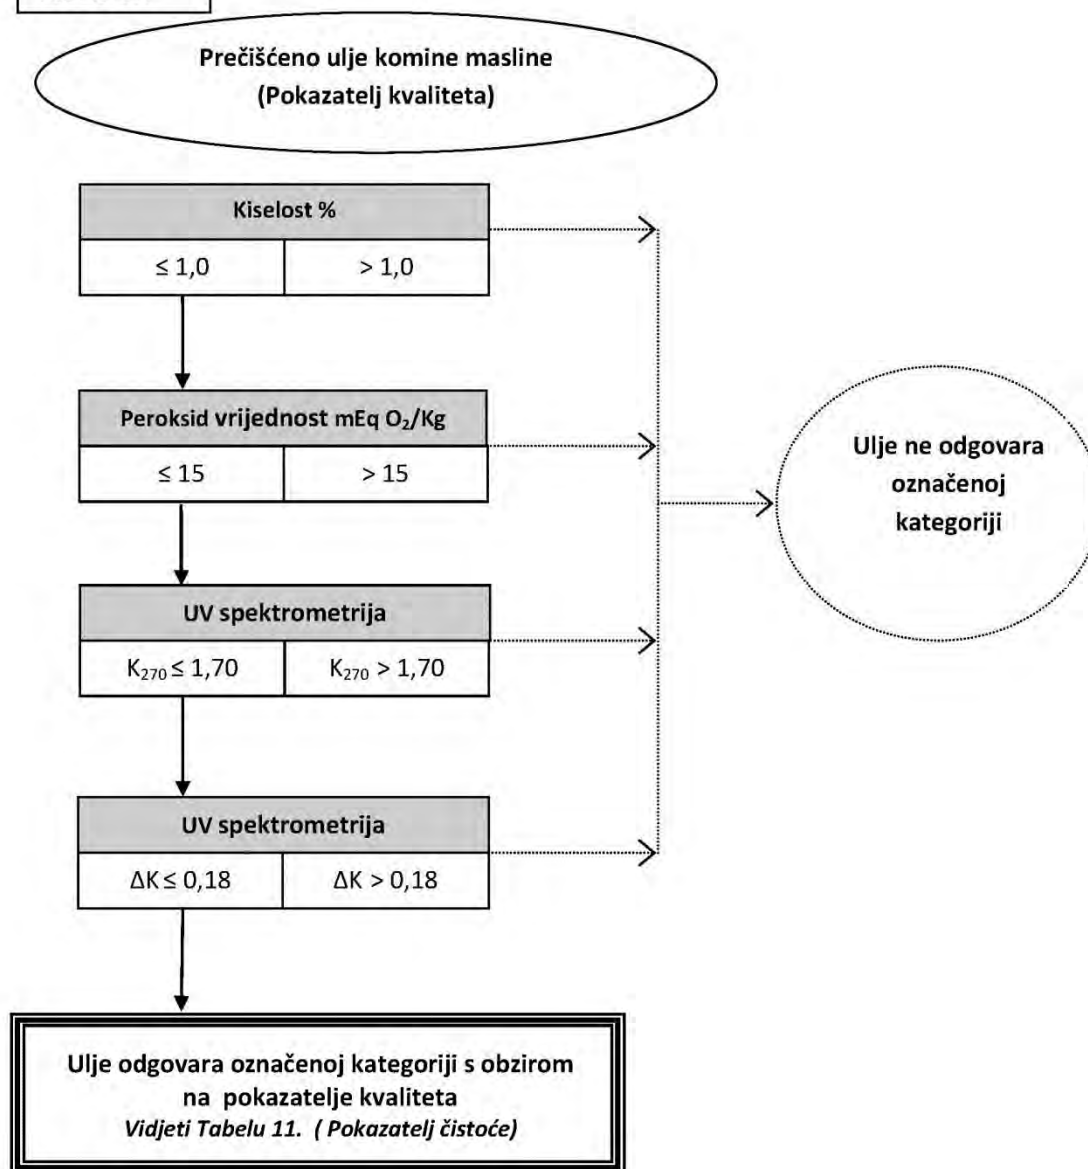 Prečišćeno ulje komine masline
(Pokazatelj kvaliteta)
Kiselost %
≤ 1,0 > 1,0
Peroksid vrijednost mEq O₂/Kg
≤ 15 > 15
Ulje ne odgovara
označenoj
kategoriji
UV spektrometrija
K₂₇₀ ≤ 1,70 K₂₇₀ > 1,70
UV spektrometrija
ΔK ≤ 0,18 ΔK > 0,18
Ulje odgovara označenoj kategoriji s obzirom
na pokazatelje kvaliteta
Vidjeti Tabelu 11. ( Pokazatelj čistoće)